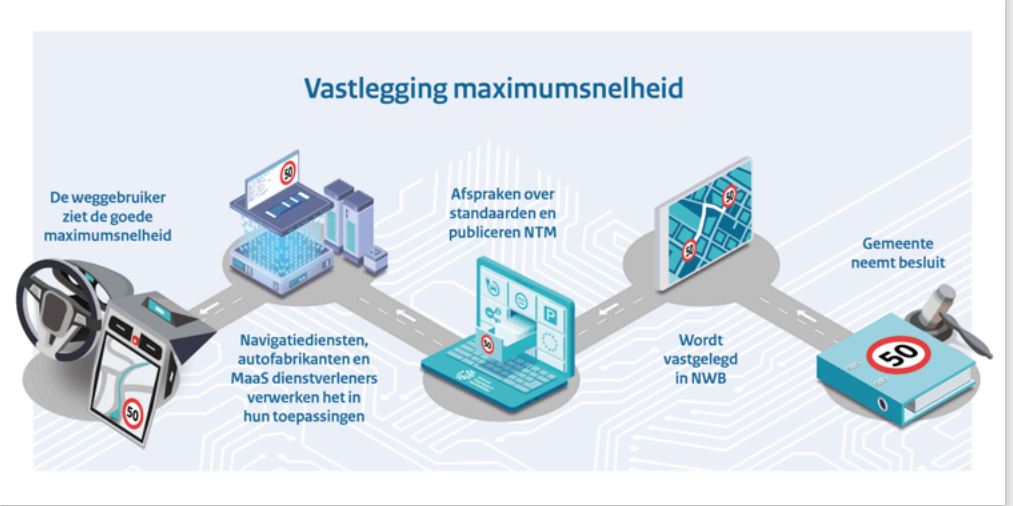 Vastlegging maximumsnelheid
De weggebruiker
ziet de goede
maximumsnelheid
50
Navigatiediensten,
autofabrikanten en
MaaS dienstverleners
verwerken het in
hun toepassingen
50
Afspraken over
standaarden en
publiceren NTM
P
50
50
50
Wordt
vastgelegd
in NWB
Gemeente
neemt besluit
50